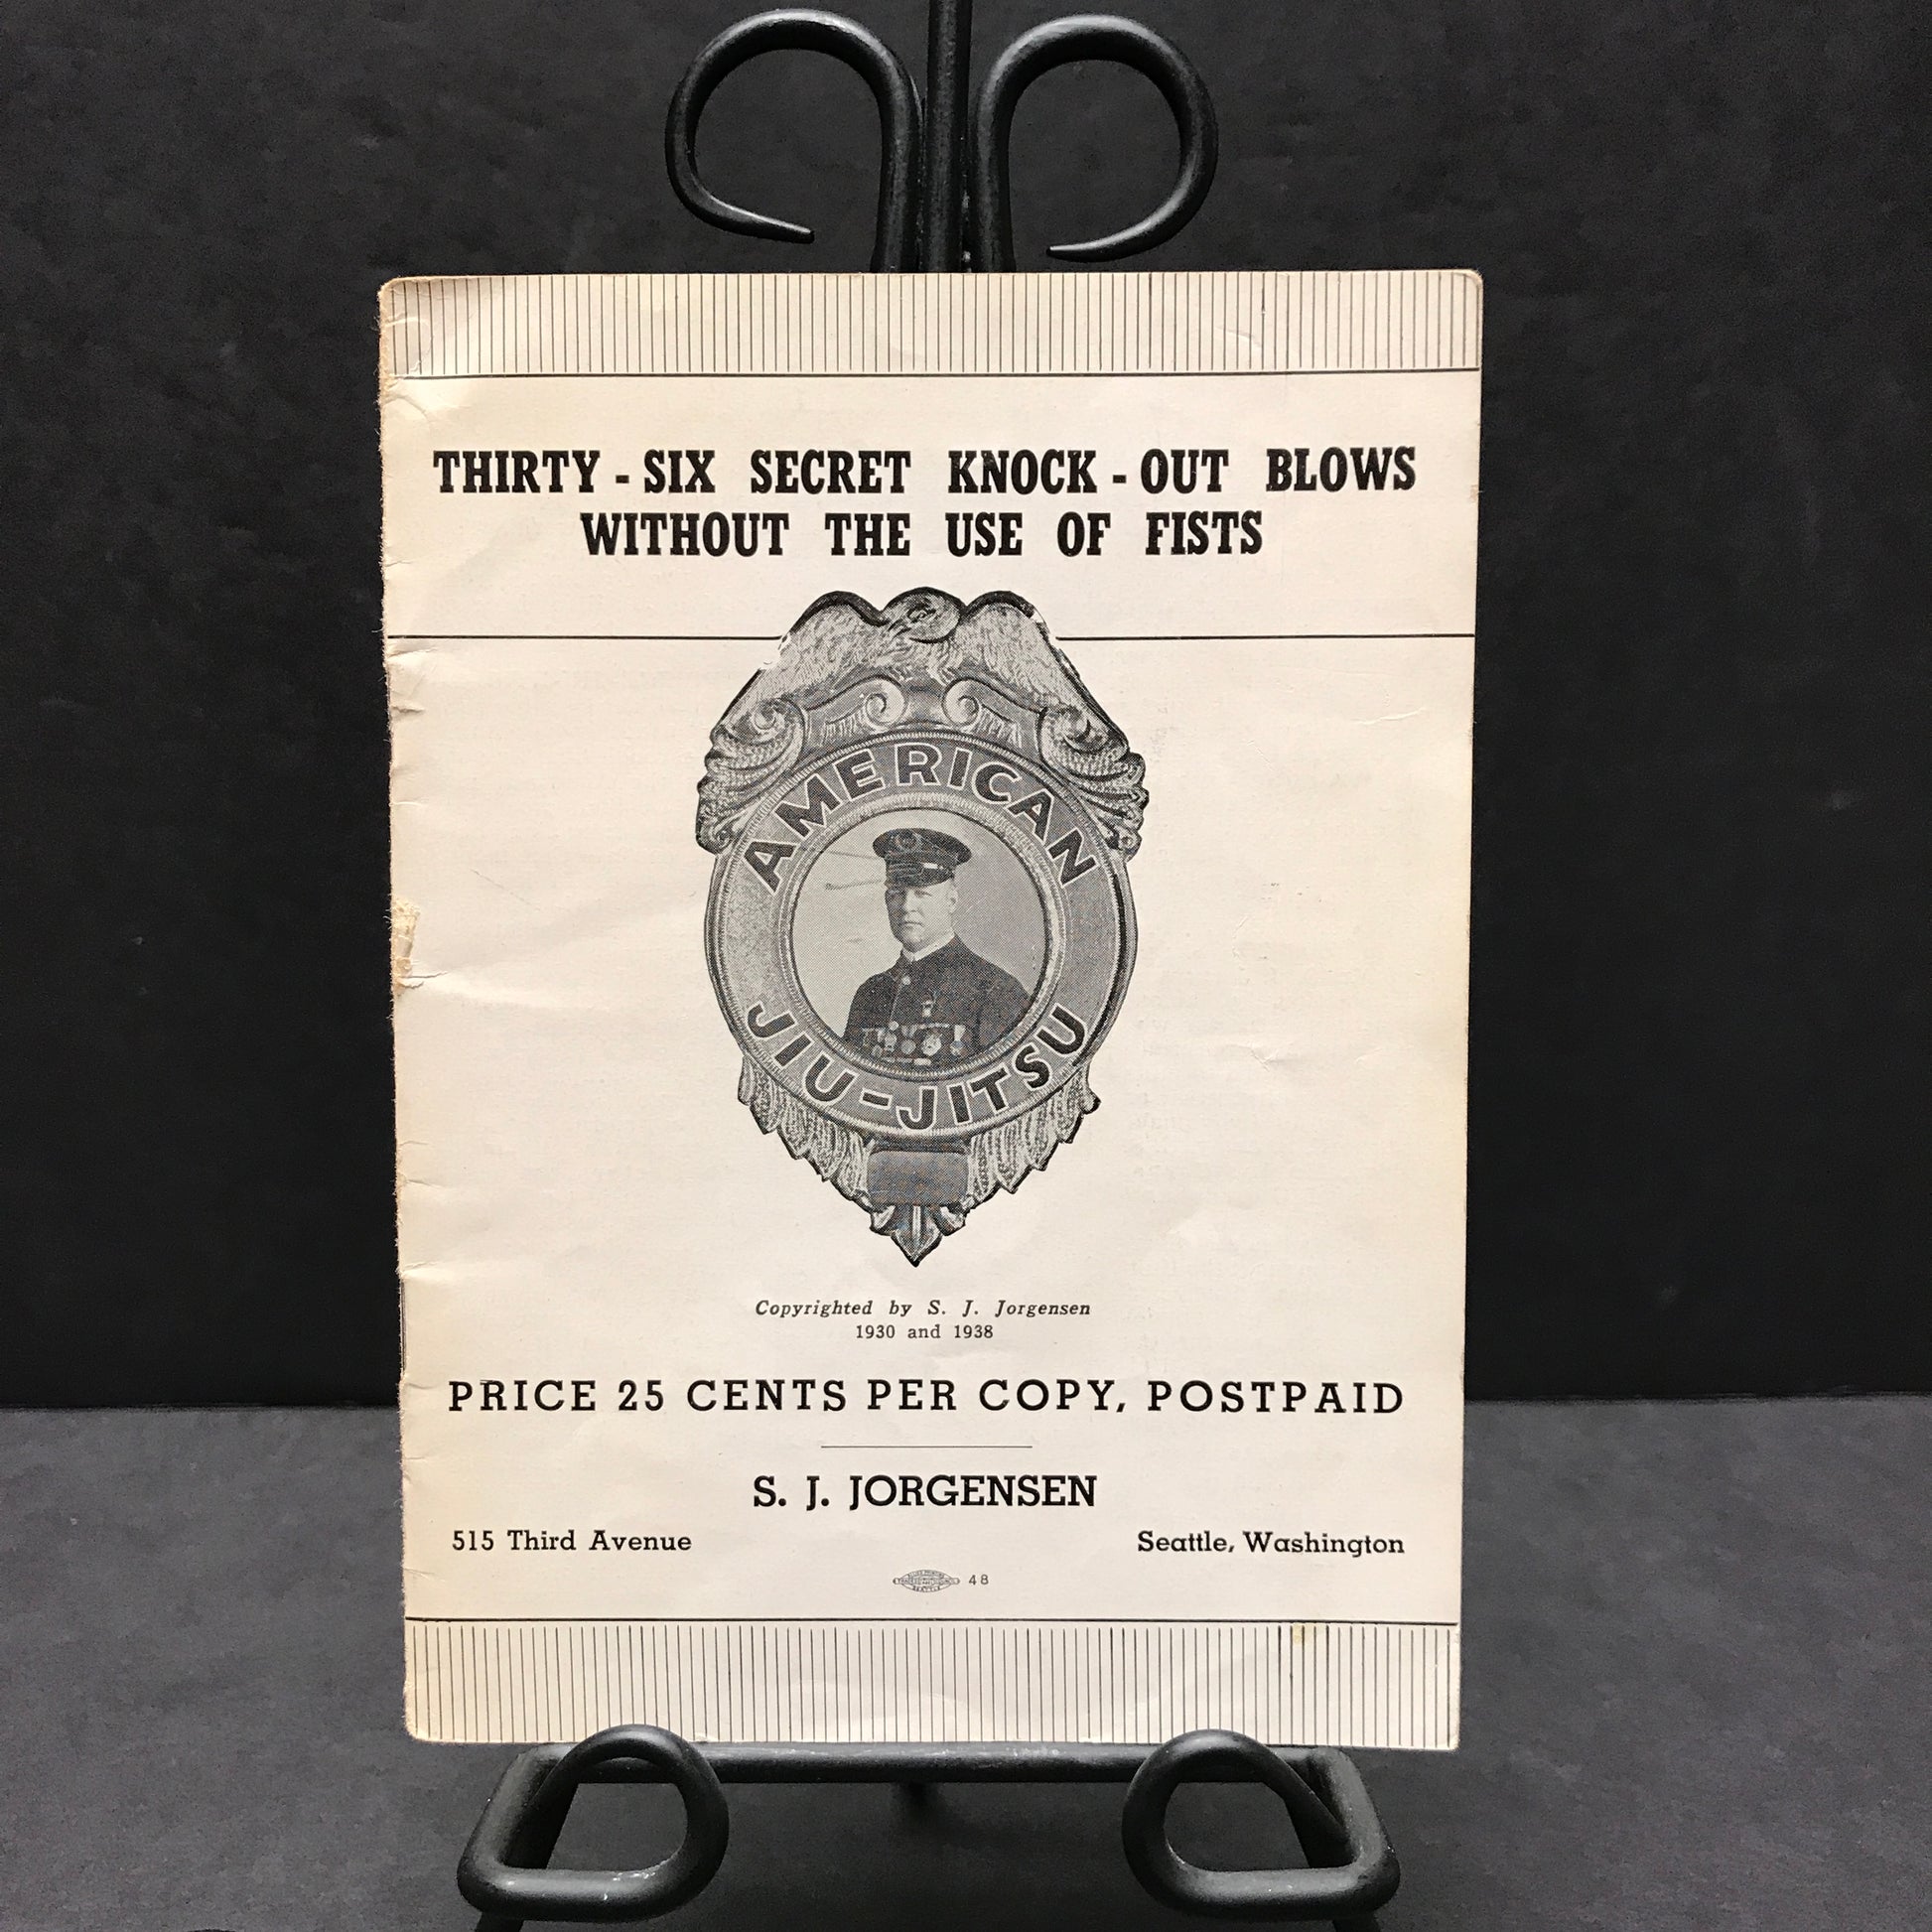 THIRTY - SIX SECRET KNOCK - OUT BLOWS
WITHOUT THE USE OF FISTS
AMERICAN
JIU-JITSU
Copyrighted by S. J. Jorgensen
1930 and 1938
PRICE 25 CENTS PER COPY, POSTPAID
S. J. JORGENSEN
515 Third Avenue
Seattle, Washington
48